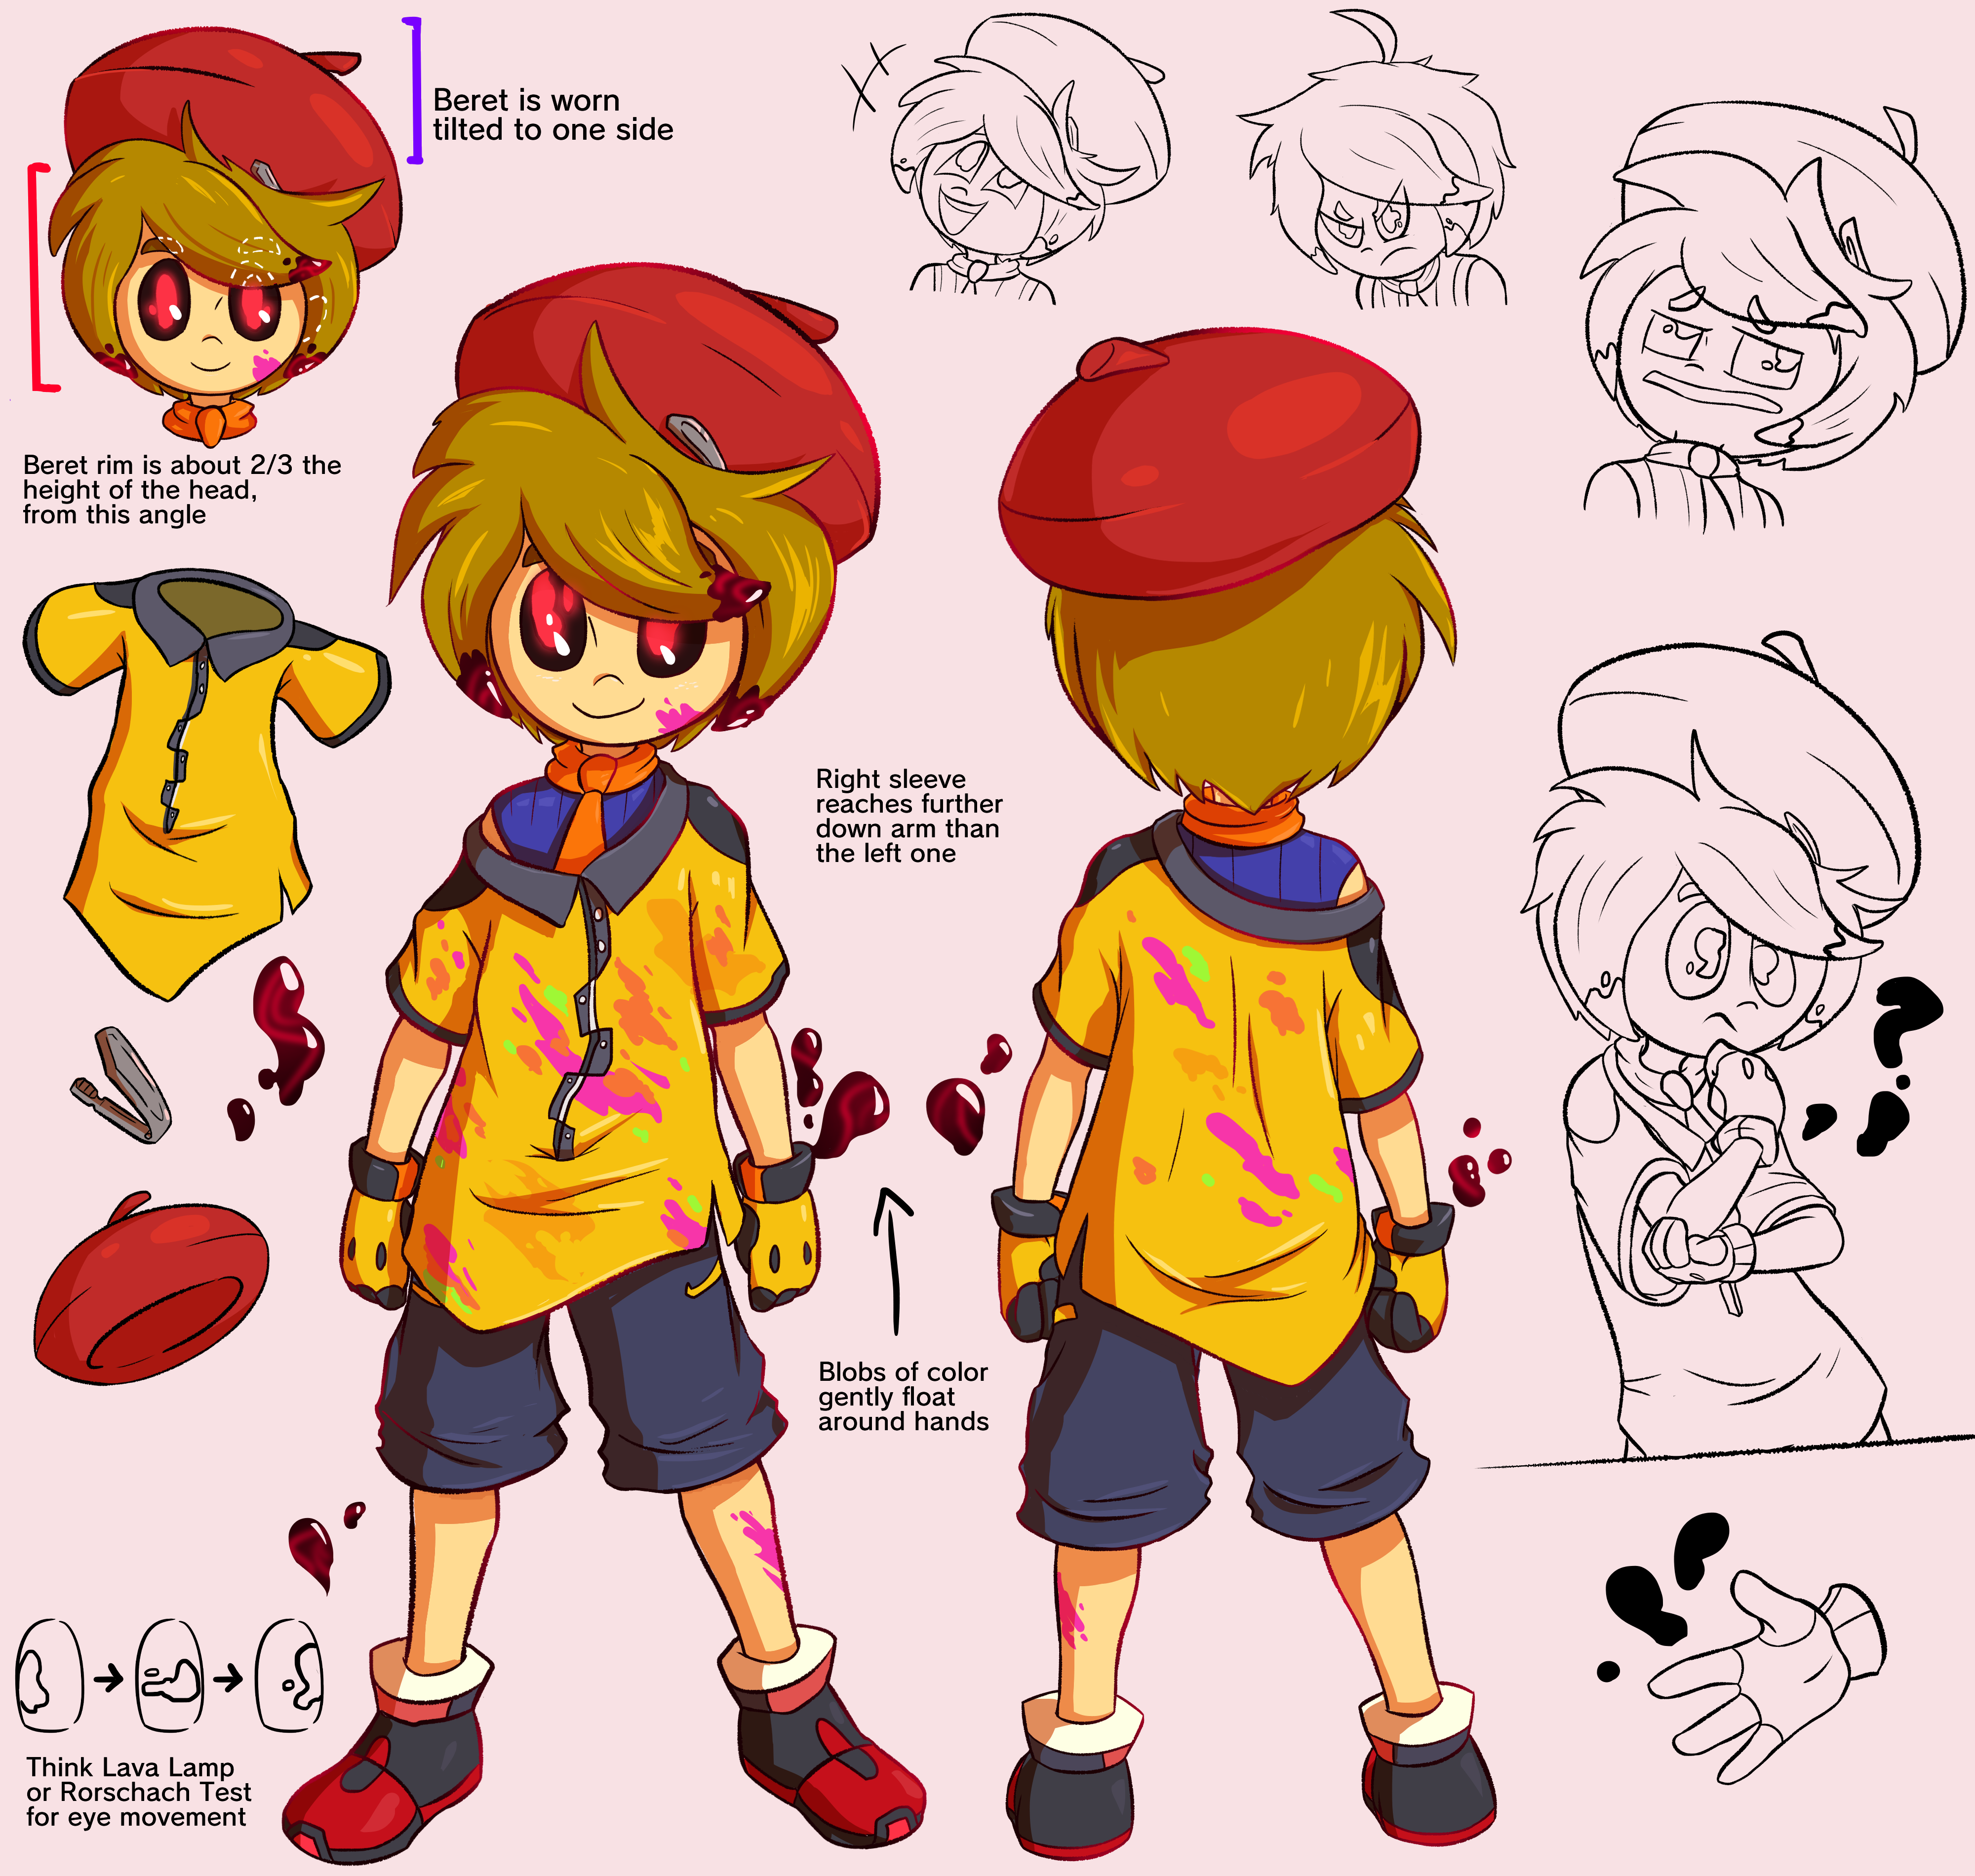 Beret is worn
tilted to one side
Beret rim is about 2/3 the
height of the head,
from this angle
Right sleeve
reaches further
down arm than
the left one
Blobs of color
gently float
around hands
Think Lava Lamp
or Rorschach Test
for eye movement